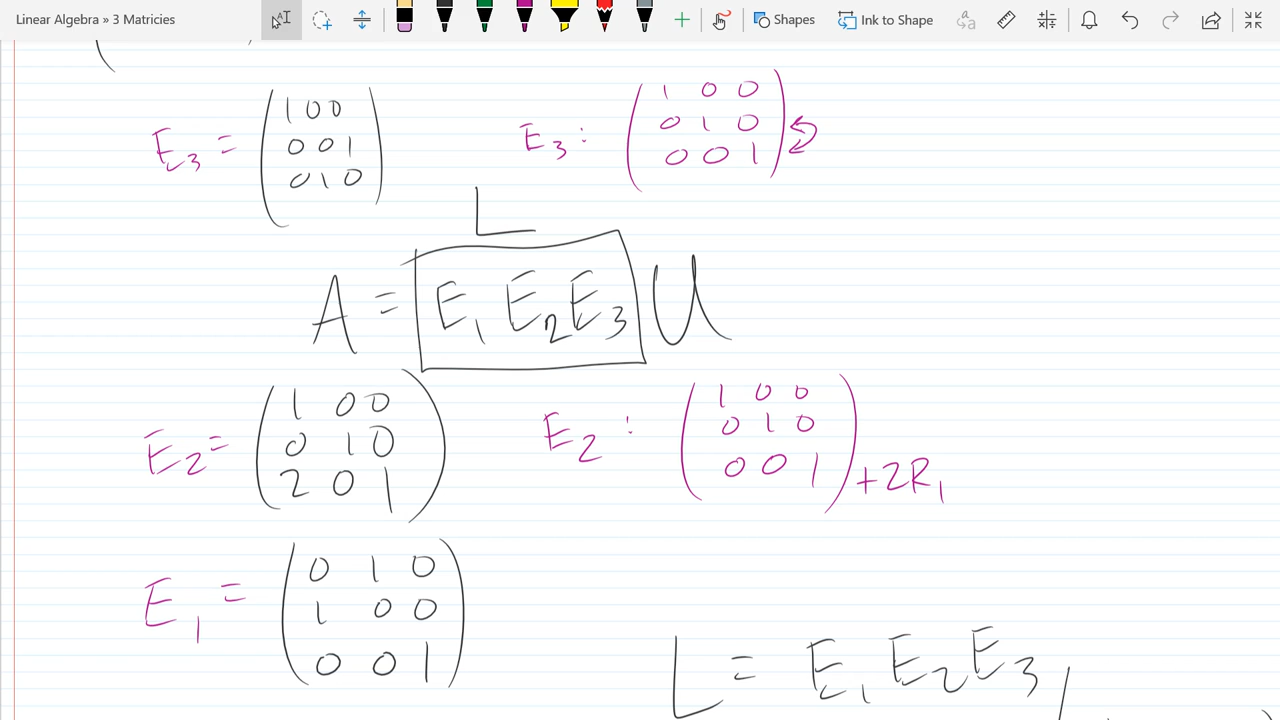 Linear Algebra » 3 Matricies
Shapes
Ink to Shape
E3 = (1 0 0
0 0 1
0 1 0)
E3 : (1 0 0
0 1 0
0 0 1)
L
A = E1 E2 E3 U
E2 = (1 0 0
0 1 0
2 0 1)
E2 : (1 0 0
0 1 0
0 0 1) +2R1
E1 = (0 1 0
1 0 0
0 0 1)
L = E1 E2 E3